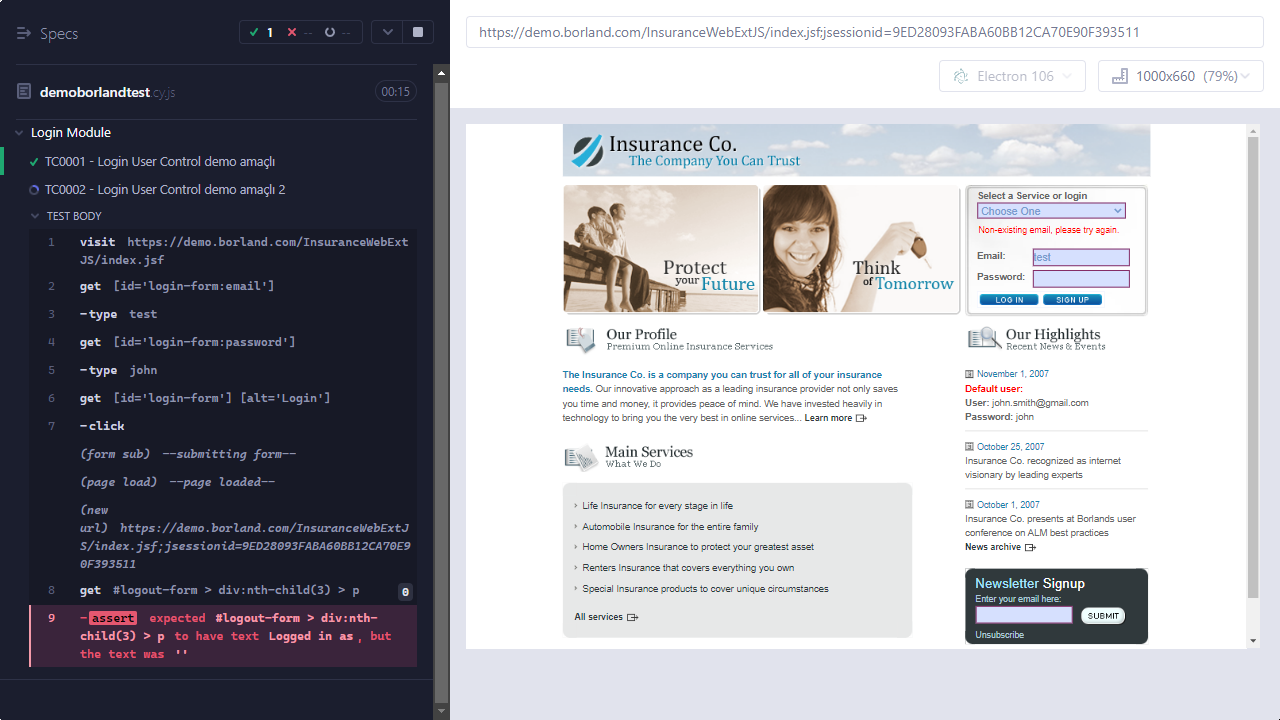 Specs
1
--
--
demoborlandtest.cy.js
00:15
Login Module
TC0001 - Login User Control demo amaçlı
TC0002 - Login User Control demo amaçlı 2
TEST BODY
1 visit https://demo.borland.com/InsuranceWebExt
JS/index.jsf
2 get [id='login-form:email']
3 -type test
4 get [id='login-form:password']
5 -type john
6 get [id='login-form'] [alt='Login']
7 -click
(form sub) --submitting form--
(page load) --page loaded--
(new
url) https://demo.borland.com/InsuranceWebExtJ
S/index.jsf;jsessionid=9ED28093FABA60BB12CA70E9
0F393511
8 get #logout-form > div:nth-child(3) > p 0
9 -assert expected #logout-form > div:nth-
child(3) > p to have text Logged in as, but
the text was ''
https://demo.borland.com/InsuranceWebExtJS/index.jsf;jsessionid=9ED28093FABA60BB12CA70E90F393511
Electron 106
1000x660 (79%)
Insurance Co.
The Company You Can Trust
Protect
your Future
Think
of Tomorrow
Select a Service or login
Choose One
Non-existing email, please try again.
Email:
test
Password:
LOG IN
SIGN UP
Our Profile
Premium Online Insurance Services
The Insurance Co. is a company you can trust for all of your insurance
needs. Our innovative approach as a leading insurance provider not only saves
you time and money, it provides peace of mind. We have invested heavily in
technology to bring you the very best in online services... Learn more
Main Services
What We Do
› Life Insurance for every stage in life
› Automobile Insurance for the entire family
› Home Owners Insurance to protect your greatest asset
› Renters Insurance that covers everything you own
› Special Insurance products to cover unique circumstances
All services
Our Highlights
Recent News & Events
November 1, 2007
Default user:
User: john.smith@gmail.com
Password: john
October 25, 2007
Insurance Co. recognized as internet
visionary by leading experts
October 1, 2007
Insurance Co. presents at Borlands user
conference on ALM best practices
News archive
Newsletter Signup
Enter your email here:
SUBMIT
Unsubscribe